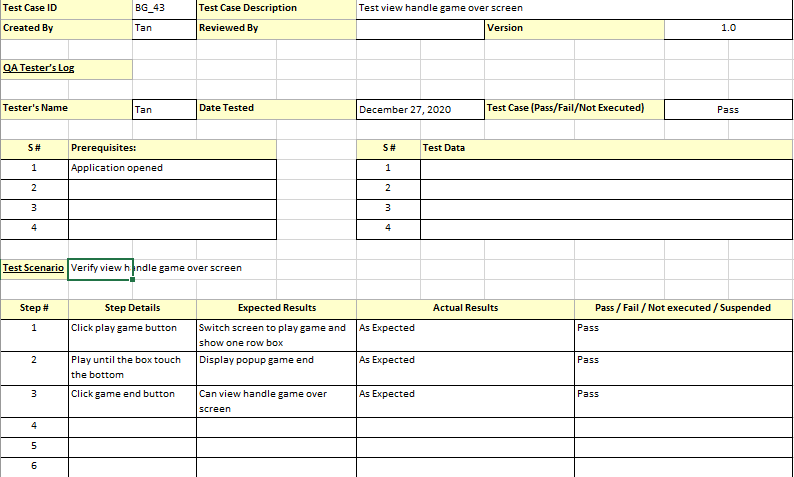 Test Case ID BG_43 Test Case Description Test view handle game over screen
Created By Tan Reviewed By Version 1.0
QA Tester's Log
Tester's Name Tan Date Tested December 27, 2020 Test Case (Pass/Fail/Not Executed) Pass
S # Prerequisites: S # Test Data
1 Application opened 1
2 2
3 3
4 4
Test Scenario Verify view handle game over screen
Step # Step Details Expected Results Actual Results Pass / Fail / Not executed / Suspended
1 Click play game button Switch screen to play game and As Expected Pass
show one row box
2 Play until the box touch Display popup game end As Expected Pass
the bottom
3 Click game end button Can view handle game over As Expected Pass
screen
4
5
6